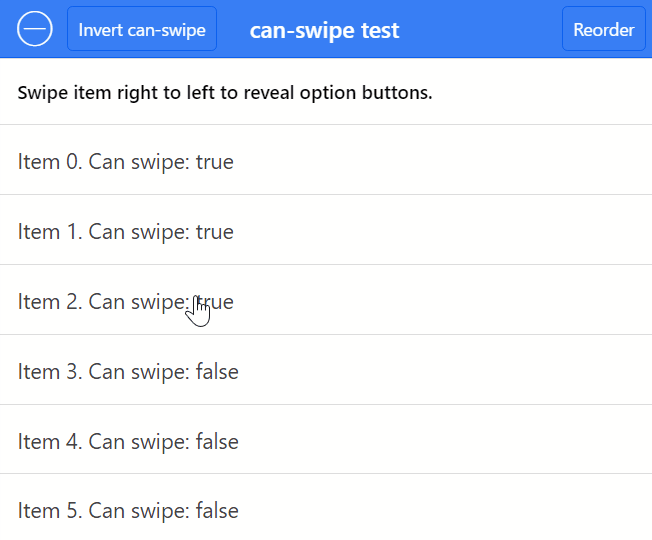 Invert can-swipe can-swipe test Reorder
Swipe item right to left to reveal option buttons.
Item 0. Can swipe: true
Item 1. Can swipe: true
Item 2. Can swipe: true
Item 3. Can swipe: false
Item 4. Can swipe: false
Item 5. Can swipe: false